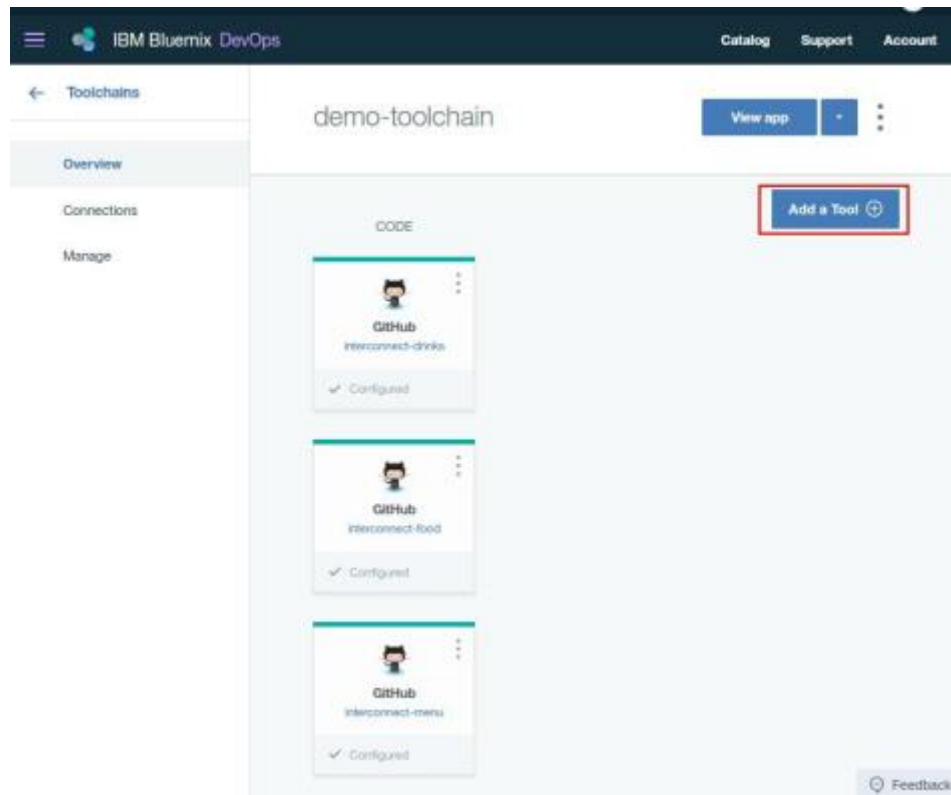 IBM Bluemix DevOps
Catalog Support Account
Toolchains
demo-toolchain
View app
Overview
Connections
Manage
Add a Tool
CODE
GitHub
interconnect-drinks
Configured
GitHub
interconnect-food
Configured
GitHub
interconnect-menu
Configured
Feedback